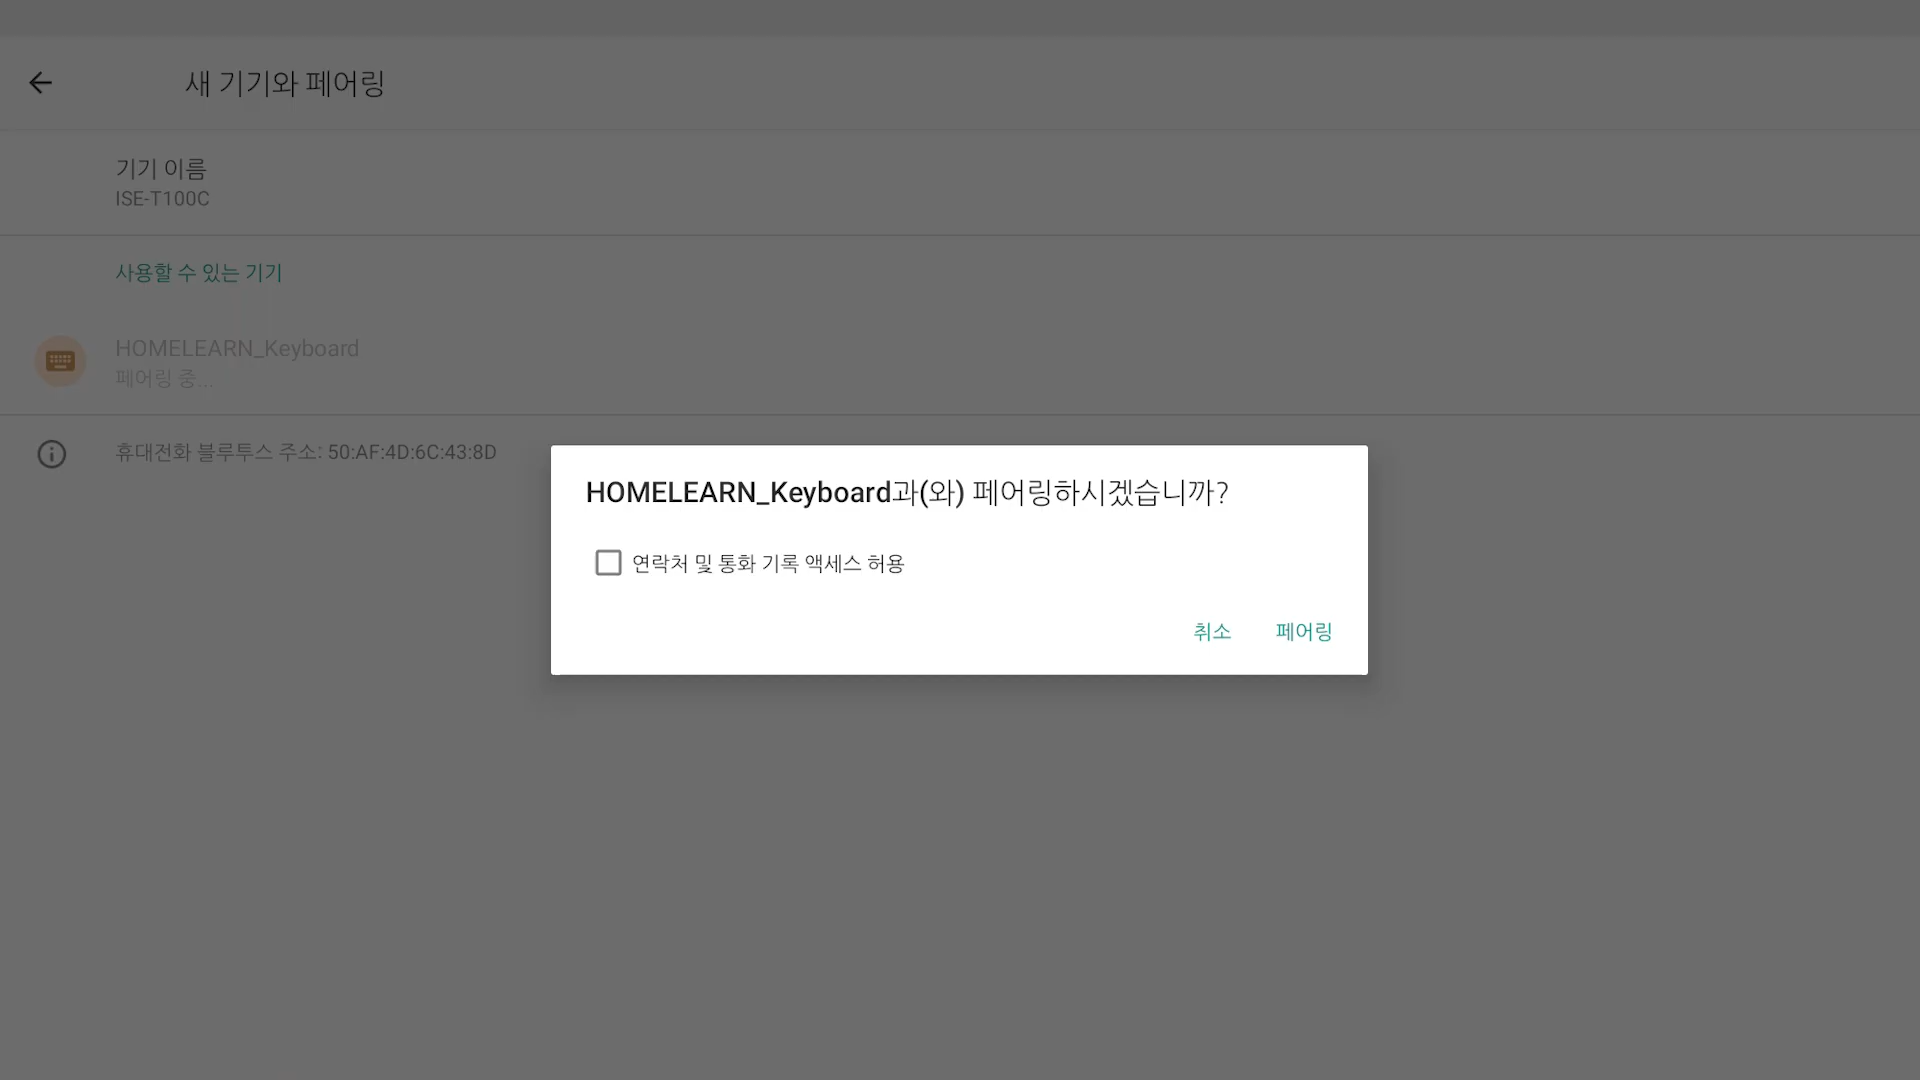 새 기기와 페어링
기기 이름
ISE-T100C
사용할 수 있는 기기
HOMELEARN_Keyboard
페어링 중...
휴대전화 블루투스 주소: 50:AF:4D:6C:43:8D
HOMELEARN_Keyboard과(와) 페어링하시겠습니까?
연락처 및 통화 기록 액세스 허용
취소 페어링